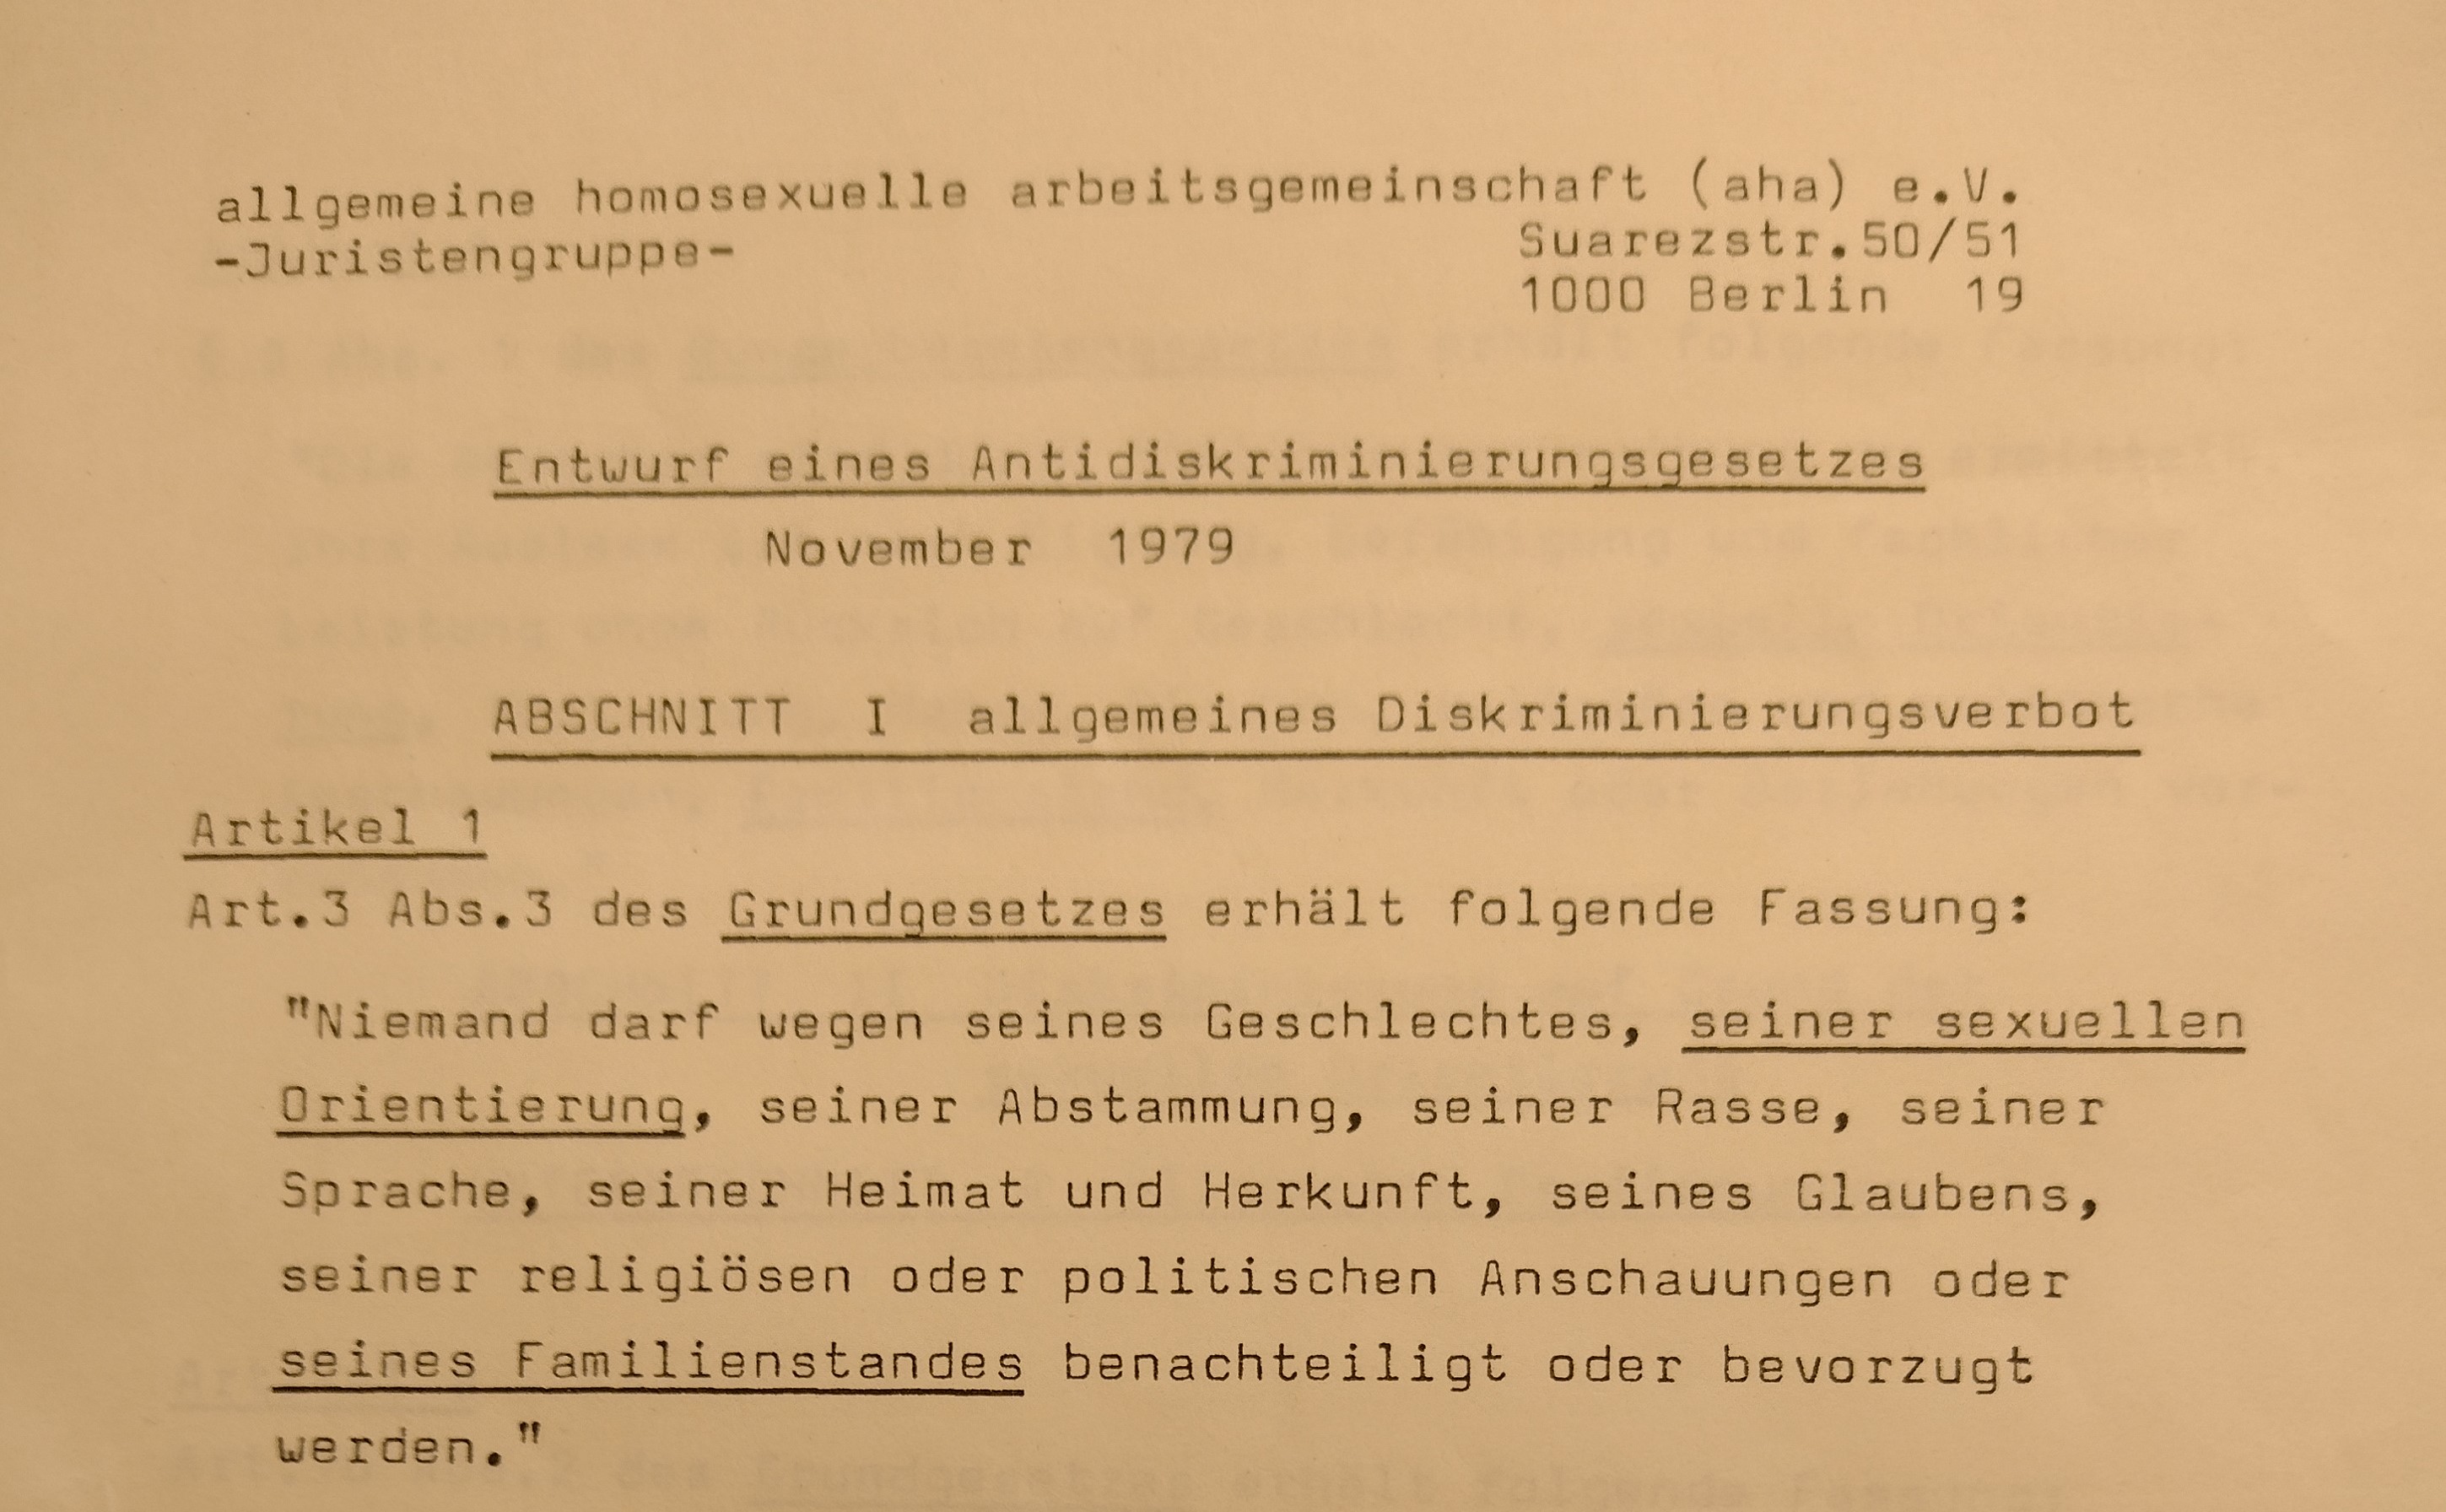 allgemeine homosexuelle arbeitsgemeinschaft (aha) e.V.
-Juristengruppe-
Suarezstr.50/51
1000 Berlin 19
Entwurf eines Antidiskriminierungsgesetzes
November 1979
ABSCHNITT I allgemeines Diskriminierungsverbot
Artikel 1
Art.3 Abs.3 des Grundgesetzes erhält folgende Fassung:
"Niemand darf wegen seines Geschlechtes, seiner sexuellen
Orientierung, seiner Abstammung, seiner Rasse, seiner
Sprache, seiner Heimat und Herkunft, seines Glaubens,
seiner religiösen oder politischen Anschauungen oder
seines Familienstandes benachteiligt oder bevorzugt
werden."